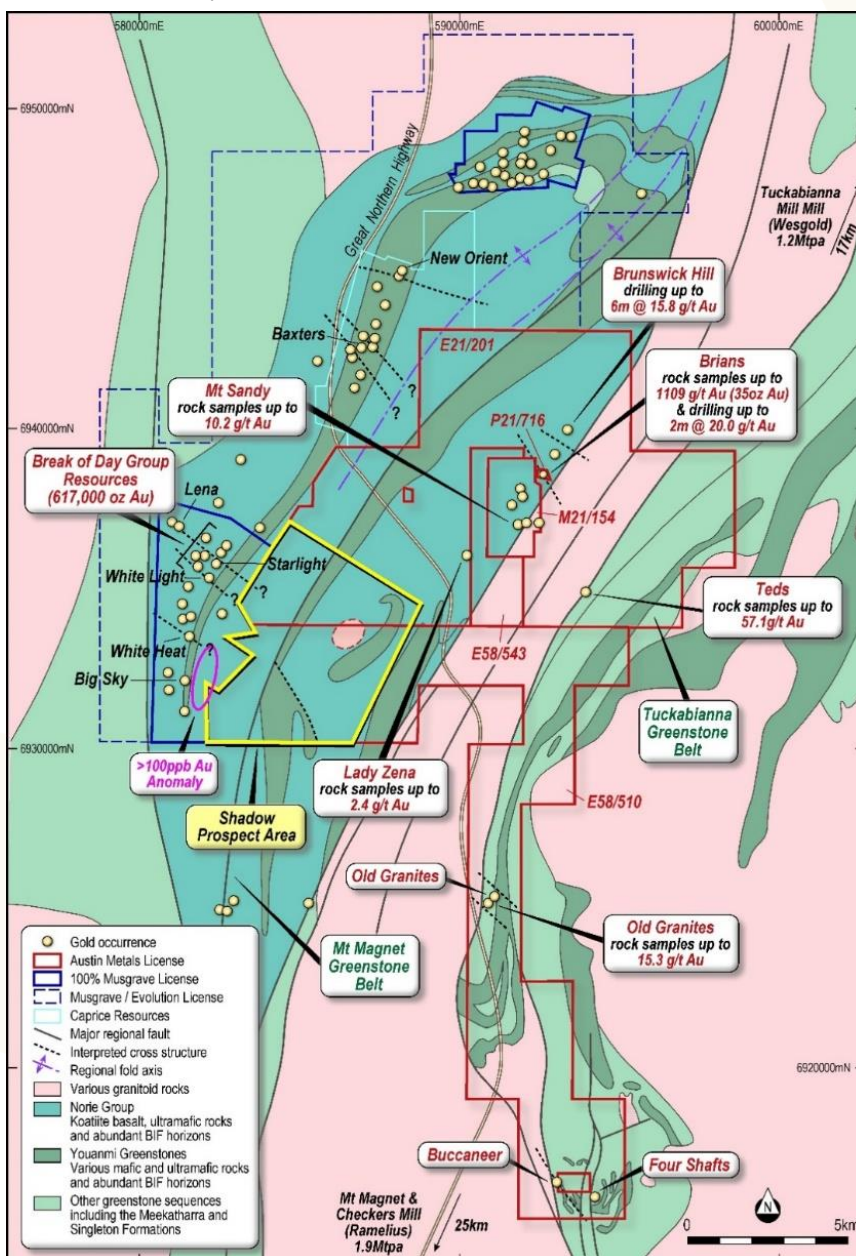 580000mE
590000mE
600000mE
6950000mN
Great Northern Highway
Tuckabianna
Mill Mill
(Wesgold)
1.2Mtpa
17km
New Orient
Brunswick Hill
drilling up to
6m @ 15.8 g/t Au
Baxters
E21/201
?
?
Mt Sandy
rock samples up to
10.2 g/t Au
Brians
rock samples up to
1109 g/t Au (35oz Au)
& drilling up to
2m @ 20.0 g/t Au
6940000mN
P21/716
Break of Day Group
Resources
(617,000 oz Au)
Lena
M21/154
Starlight
White Light
?
?
Teds
rock samples up to
57.1g/t Au
White Heat
?
E58/543
Big Sky
Tuckabianna
Greenstone
Belt
6930000mN
>100ppb Au
Anomaly
Lady Zena
rock samples up to
2.4 g/t Au
Shadow
Prospect Area
E58/510
Old Granites
Old Granites
rock samples up to
15.3 g/t Au
Mt Magnet
Greenstone
Belt
Gold occurrence
Austin Metals License
100% Musgrave License
Musgrave / Evolution License
Caprice Resources
Major regional fault
Interpreted cross structure
Regional fold axis
Various granitoid rocks
Norie Group
Koatiite basalt, ultramafic rocks
and abundant BIF horizons
Youanmi Greenstones
Various mafic and ultramafic rocks
and abundant BIF horizons
Other greenstone sequences
including the Meekatharra and
Singleton Formations
6920000mN
Buccaneer
Four Shafts
Mt Magnet &
Checkers Mill
(Ramelius)
1.9Mtpa
25km
N
0
5km